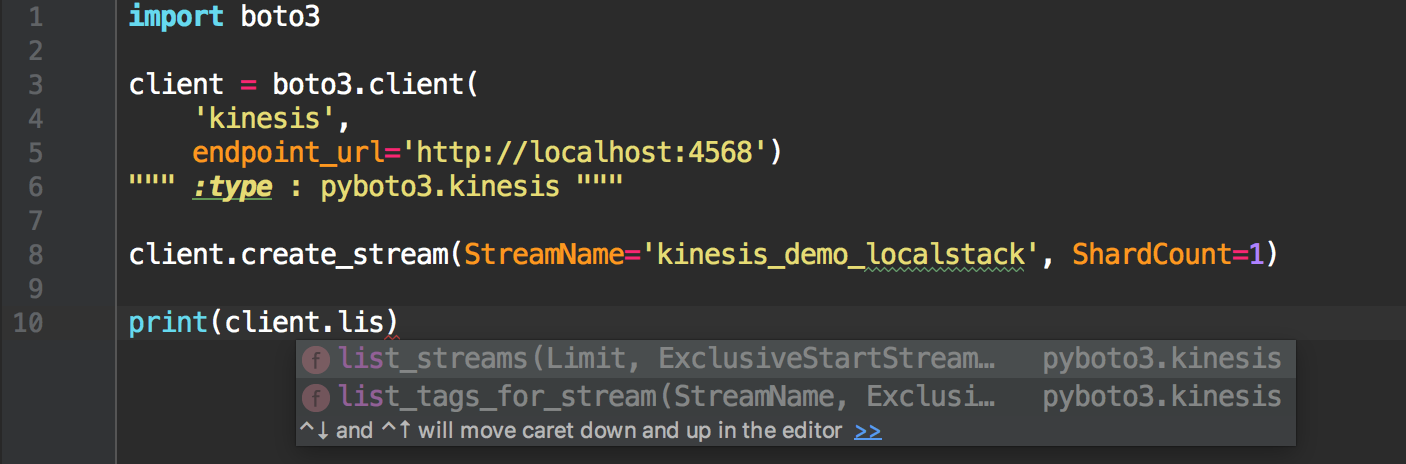 1 import boto3
2
3 client = boto3.client(
4 'kinesis',
5 endpoint_url='http://localhost:4568')
6 """ :type : pyboto3.kinesis """
7
8 client.create_stream(StreamName='kinesis_demo_localstack', ShardCount=1)
9
10 print(client.lis)
f list_streams(Limit, ExclusiveStartStream… pyboto3.kinesis
f list_tags_for_stream(StreamName, Exclusi… pyboto3.kinesis
^↓ and ^↑ will move caret down and up in the editor >>